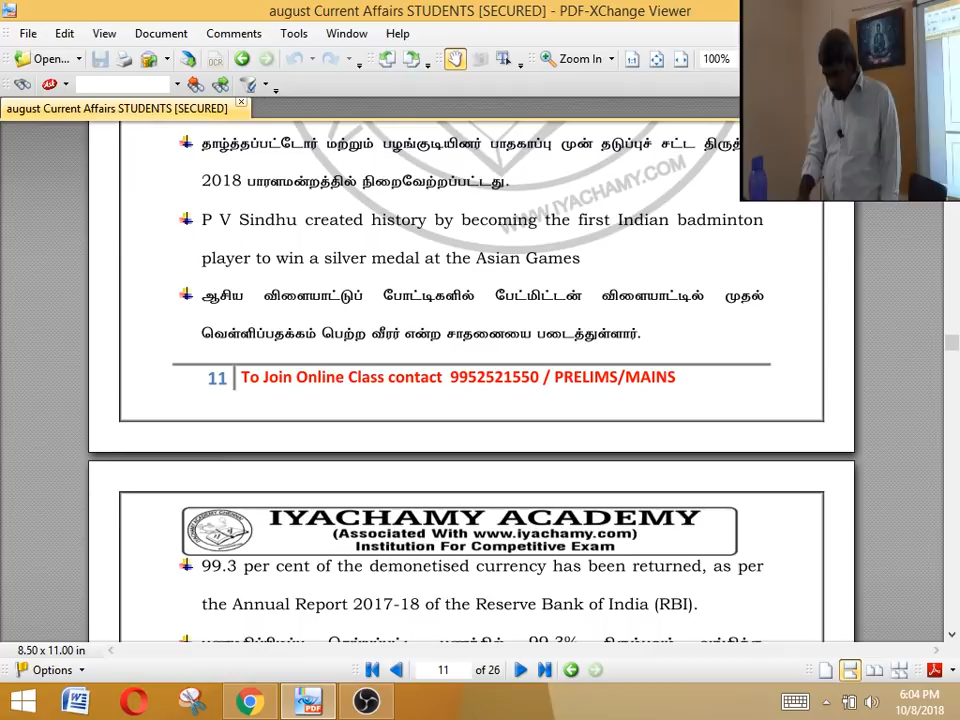 august Current Affairs STUDENTS [SECURED] - PDF-XChange Viewer
File Edit View Document Comments Tools Window Help
Open... OCR Zoom In 100%
august Current Affairs STUDENTS [SECURED]
தாழ்த்தப்பட்டோர் மற்றும் பழங்குடியினர் பாதகாப்பு முன் தடுப்புச் சட்ட
2018 பாரளமன்றத்தில் நிறைவேற்றப்பட்டது.
WWW.IYACHAMY.COM
P V Sindhu created history by becoming the first Indian badminton
player to win a silver medal at the Asian Games
ஆசிய விளையாட்டுப் போட்டிகளில் பேட்மிட்டன் விளையாட்டில் முதல்
வெள்ளிப்பதக்கம் பெற்ற வீரர் என்ற சாதனையை படைத்துள்ளார்.
11 To Join Online Class contact 9952521550 / PRELIMS/MAINS
IYACHAMY ACADEMY
(Associated With www.iyachamy.com)
Institution For Competitive Exam
99.3 per cent of the demonetised currency has been returned, as per
the Annual Report 2017-18 of the Reserve Bank of India (RBI).
99.3%
8.50 x 11.00 in
Options 11 of 26
6:04 PM
10/8/2018